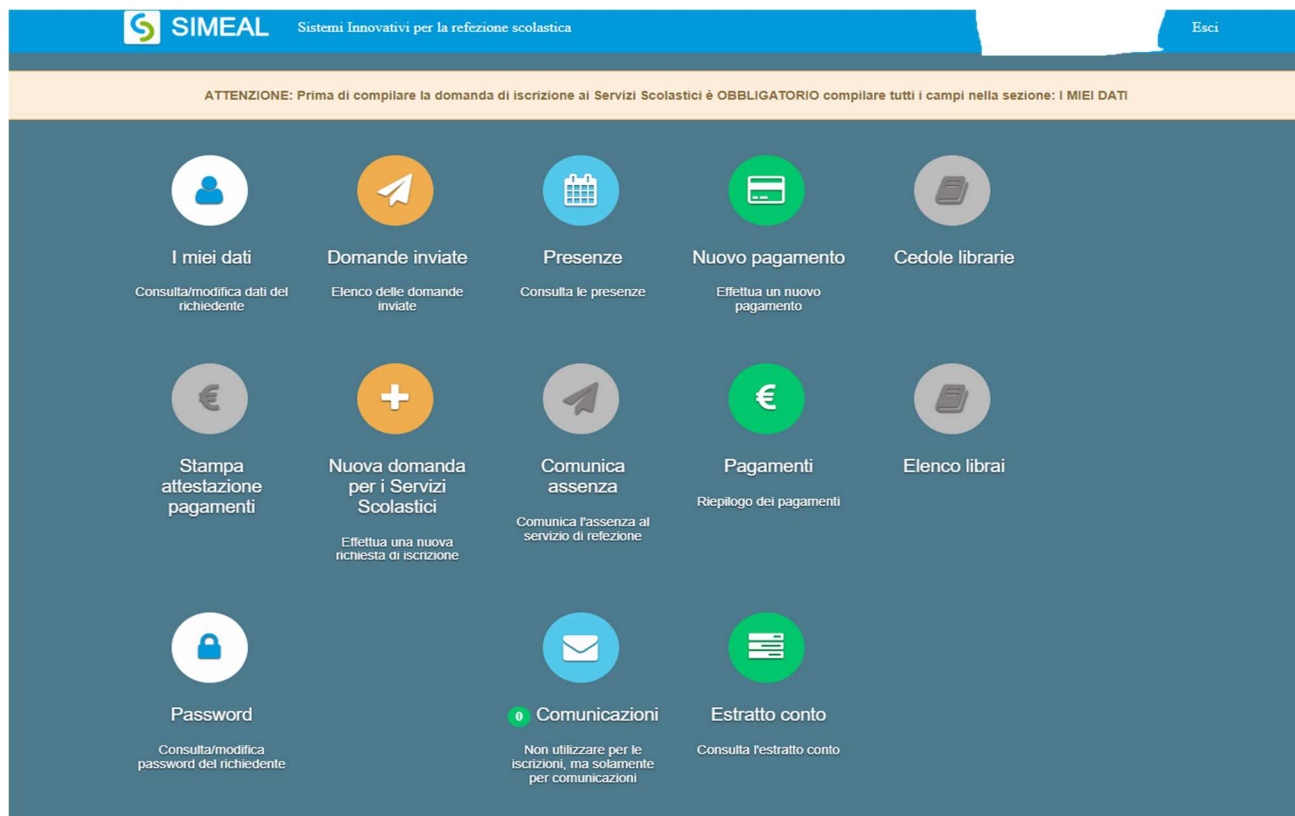 SIMEAL Sistemi Innovativi per la refezione scolastica Esci
ATTENZIONE: Prima di compilare la domanda di iscrizione ai Servizi Scolastici è OBBLIGATORIO compilare tutti i campi nella sezione: I MIEI DATI
I miei dati
Consulta/modifica dati del
richiedente
Domande inviate
Elenco delle domande
inviate
Presenze
Consulta le presenze
Nuovo pagamento
Effettua un nuovo
pagamento
Cedole librarie
Stampa
attestazione
pagamenti
Nuova domanda
per i Servizi
Scolastici
Effettua una nuova
richiesta di iscrizione
Comunica
assenza
Comunica l'assenza al
servizio di refezione
€
Pagamenti
Riepilogo dei pagamenti
Elenco librai
Password
Consulta/modifica
password del richiedente
0 Comunicazioni
Non utilizzare per le
iscrizioni, ma solamente
per comunicazioni
Estratto conto
Consulta l'estratto conto